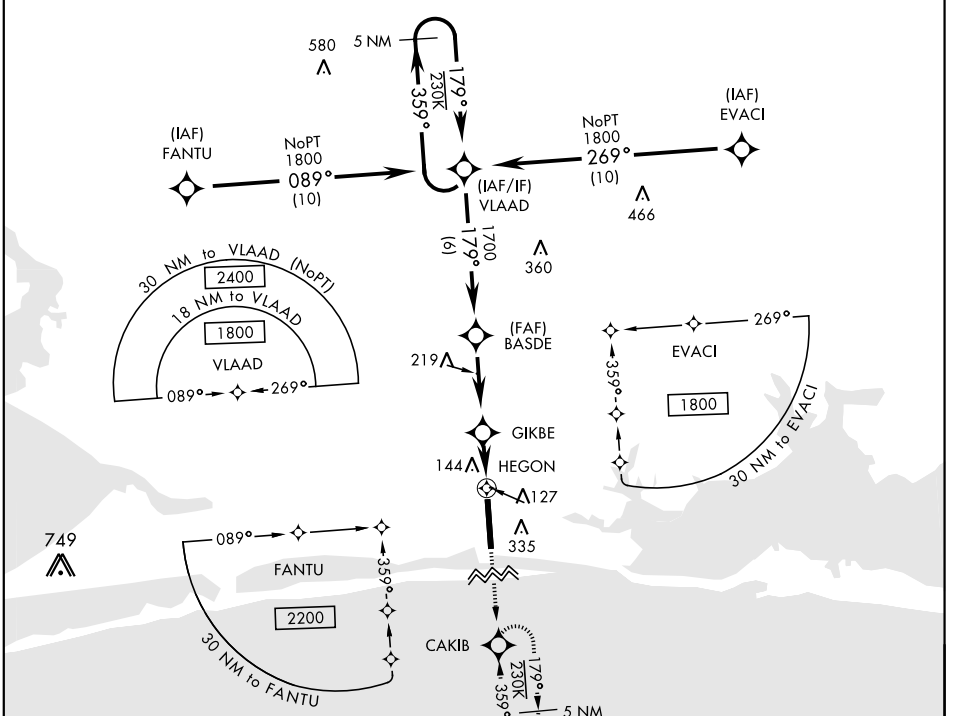 580
5 NM
359°
230K
179°
(IAF)
FANTU
NoPT
1800
089°
(10)
NoPT
1800
269°
(10)
(IAF)
EVACI
(IAF/IF)
VLAAD
466
1700
179°
(6)
360
30 NM to VLAAD (NoPT)
2400
18 NM to VLAAD
1800
VLAAD
089°
269°
(FAF)
BASDE
219
269°
EVACI
359°
1800
30 NM to EVACI
GIKBE
144
HEGON
127
335
749
089°
FANTU
359°
2200
30 NM to FANTU
CAKIB
359°
230K
179°
5 NM